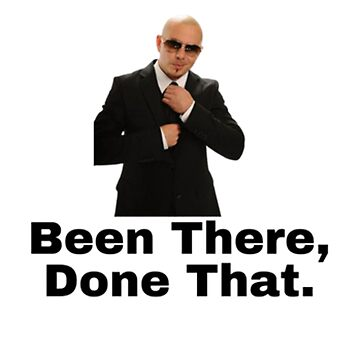 Been There,
Done That.